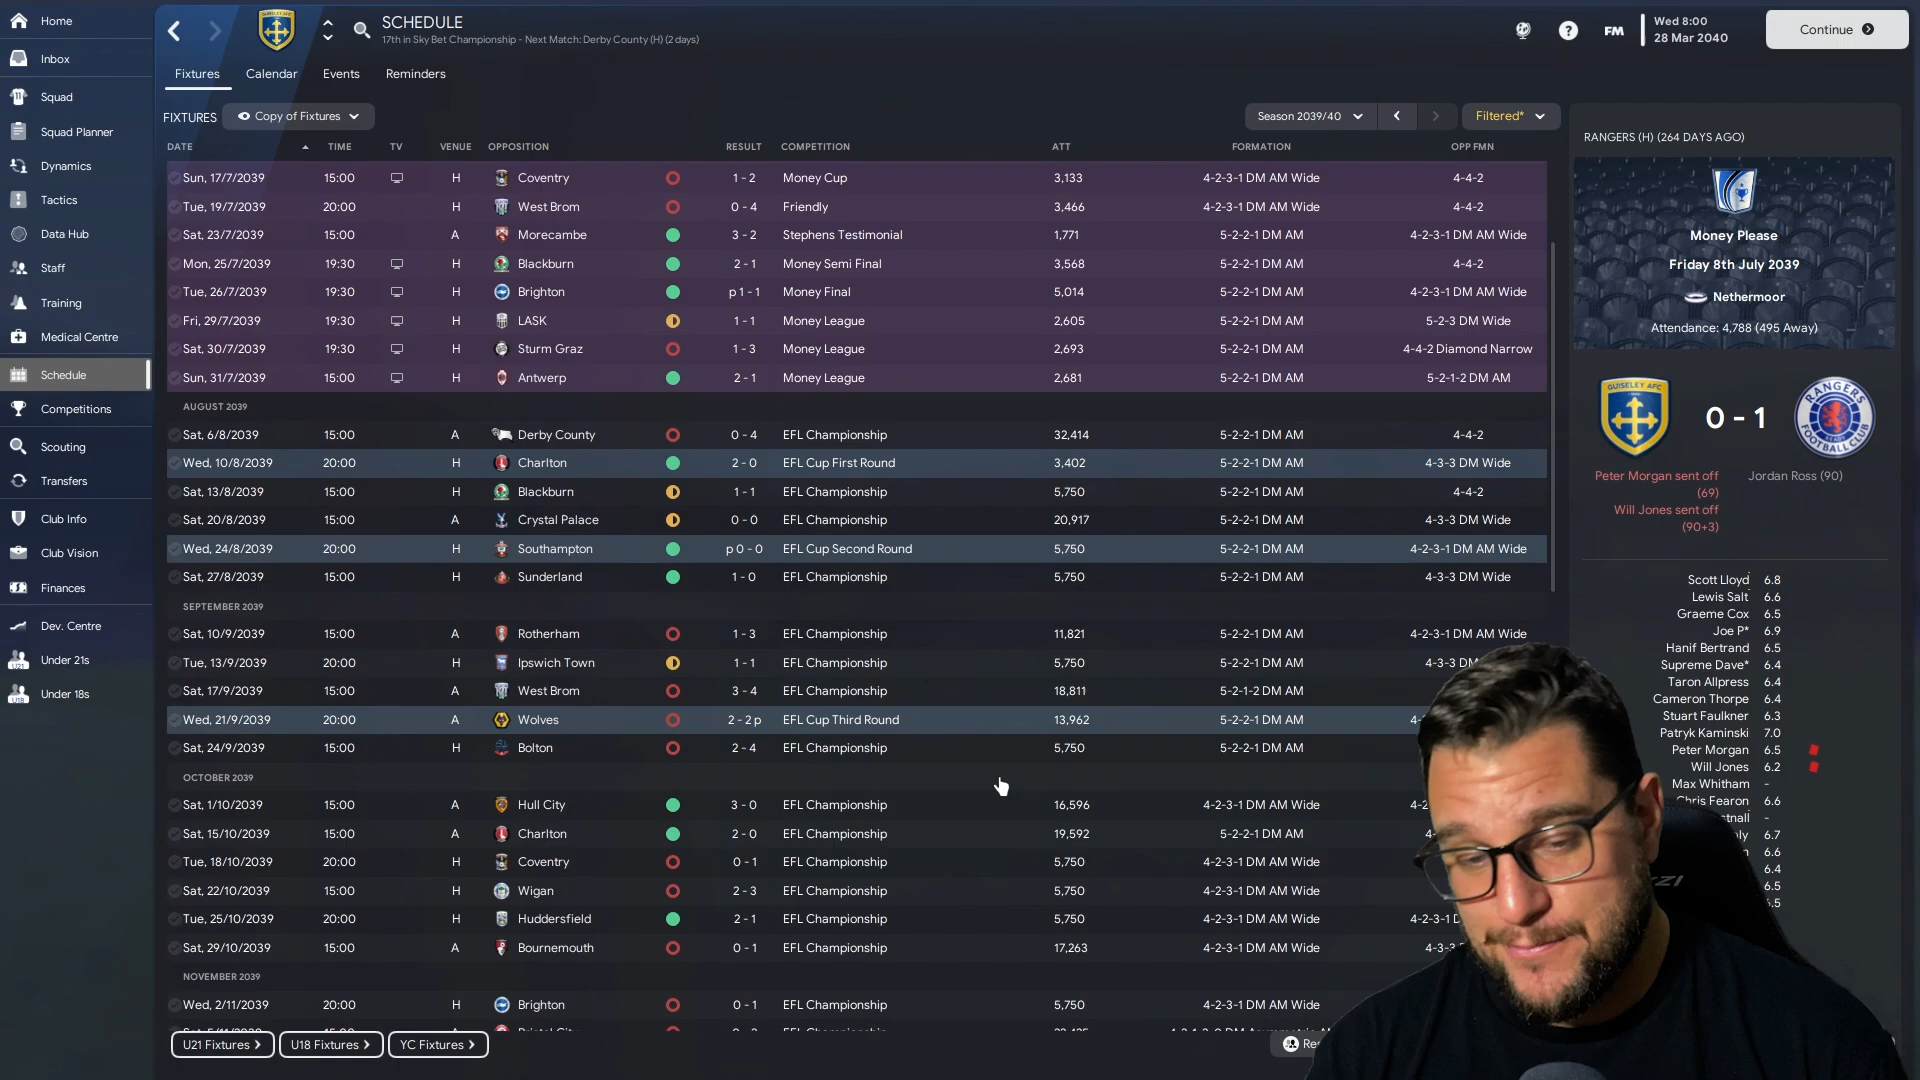 Home
Inbox
Squad
Squad Planner
Dynamics
Tactics
Data Hub
Staff
Training
Medical Centre
Schedule
Competitions
Scouting
Transfers
Club Info
Club Vision
Finances
Dev. Centre
Under 21s
Under 18s
SCHEDULE
17th in Sky Bet Championship - Next Match: Derby County (H) (2 days)
FM
Wed 8:00
28 Mar 2040
Continue
Fixtures Calendar Events Reminders
FIXTURES Copy of Fixtures Season 2039/40 Filtered*
DATE TIME TV VENUE OPPOSITION RESULT COMPETITION ATT FORMATION OPP FMN
Sun, 17/7/2039 15:00 H Coventry 1 - 2 Money Cup 3,133 4-2-3-1 DM AM Wide 4-4-2
Tue, 19/7/2039 20:00 H West Brom 0 - 4 Friendly 3,466 4-2-3-1 DM AM Wide 4-4-2
Sat, 23/7/2039 15:00 A Morecambe 3 - 2 Stephens Testimonial 1,771 5-2-2-1 DM AM 4-2-3-1 DM AM Wide
Mon, 25/7/2039 19:30 H Blackburn 2 - 1 Money Semi Final 3,568 5-2-2-1 DM AM 4-4-2
Tue, 26/7/2039 19:30 H Brighton p 1 - 1 Money Final 5,014 5-2-2-1 DM AM 4-2-3-1 DM AM Wide
Fri, 29/7/2039 19:30 H LASK 1 - 1 Money League 2,605 5-2-2-1 DM AM 5-2-3 DM Wide
Sat, 30/7/2039 19:30 H Sturm Graz 1 - 3 Money League 2,693 5-2-2-1 DM AM 4-4-2 Diamond Narrow
Sun, 31/7/2039 15:00 H Antwerp 2 - 1 Money League 2,681 5-2-2-1 DM AM 5-2-1-2 DM AM
AUGUST 2039
Sat, 6/8/2039 15:00 A Derby County 0 - 4 EFL Championship 32,414 5-2-2-1 DM AM 4-4-2
Wed, 10/8/2039 20:00 H Charlton 2 - 0 EFL Cup First Round 3,402 5-2-2-1 DM AM 4-3-3 DM Wide
Sat, 13/8/2039 15:00 H Blackburn 1 - 1 EFL Championship 5,750 5-2-2-1 DM AM 4-4-2
Sat, 20/8/2039 15:00 A Crystal Palace 0 - 0 EFL Championship 20,917 5-2-2-1 DM AM 4-3-3 DM Wide
Wed, 24/8/2039 20:00 H Southampton p 0 - 0 EFL Cup Second Round 5,750 5-2-2-1 DM AM 4-2-3-1 DM AM Wide
Sat, 27/8/2039 15:00 H Sunderland 1 - 0 EFL Championship 5,750 5-2-2-1 DM AM 4-3-3 DM Wide
SEPTEMBER 2039
Sat, 10/9/2039 15:00 A Rotherham 1 - 3 EFL Championship 11,821 5-2-2-1 DM AM 4-2-3-1 DM AM Wide
Tue, 13/9/2039 20:00 H Ipswich Town 1 - 1 EFL Championship 5,750 5-2-2-1 DM AM 4-3-3 DM
Sat, 17/9/2039 15:00 A West Brom 3 - 4 EFL Championship 18,811 5-2-1-2 DM AM
Wed, 21/9/2039 20:00 A Wolves 2 - 2 p EFL Cup Third Round 13,962 5-2-2-1 DM AM 4-2
Sat, 24/9/2039 15:00 H Bolton 2 - 4 EFL Championship 5,750 5-2-2-1 DM AM
OCTOBER 2039
Sat, 1/10/2039 15:00 A Hull City 3 - 0 EFL Championship 16,596 4-2-3-1 DM AM Wide 4-2
Sat, 15/10/2039 15:00 A Charlton 2 - 0 EFL Championship 19,592 5-2-2-1 DM AM 4-
Tue, 18/10/2039 20:00 H Coventry 0 - 1 EFL Championship 5,750 4-2-3-1 DM AM Wide
Sat, 22/10/2039 15:00 H Wigan 2 - 3 EFL Championship 5,750 4-2-3-1 DM AM Wide
Tue, 25/10/2039 20:00 H Huddersfield 2 - 1 EFL Championship 5,750 4-2-3-1 DM AM Wide 4-2-3-1
Sat, 29/10/2039 15:00 A Bournemouth 0 - 1 EFL Championship 17,263 4-2-3-1 DM AM Wide 4-3-3
NOVEMBER 2039
Wed, 2/11/2039 20:00 H Brighton 0 - 1 EFL Championship 5,750 4-2-3-1 DM AM Wide
U21 Fixtures U18 Fixtures YC Fixtures
RANGERS (H) (264 DAYS AGO)
Money Please
Friday 8th July 2039
Nethermoor
Attendance: 4,788 (495 Away)
GUISELEY AFC
0 - 1
RANGERS
FOOTBALL CLUB
READY
Peter Morgan sent off
(69)
Will Jones sent off
(90+3)
Jordan Ross (90)
Scott Lloyd 6.8
Lewis Salt 6.6
Graeme Cox 6.5
Joe P* 6.9
Hanif Bertrand 6.5
Supreme Dave* 6.4
Taron Allpress 6.4
Cameron Thorpe 6.4
Stuart Faulkner 6.3
Patryk Kaminski 7.0
Peter Morgan 6.5
Will Jones 6.2
Max Whitham -
Chris Fearon 6.6
-
6.7
6.6
6.4
6.5